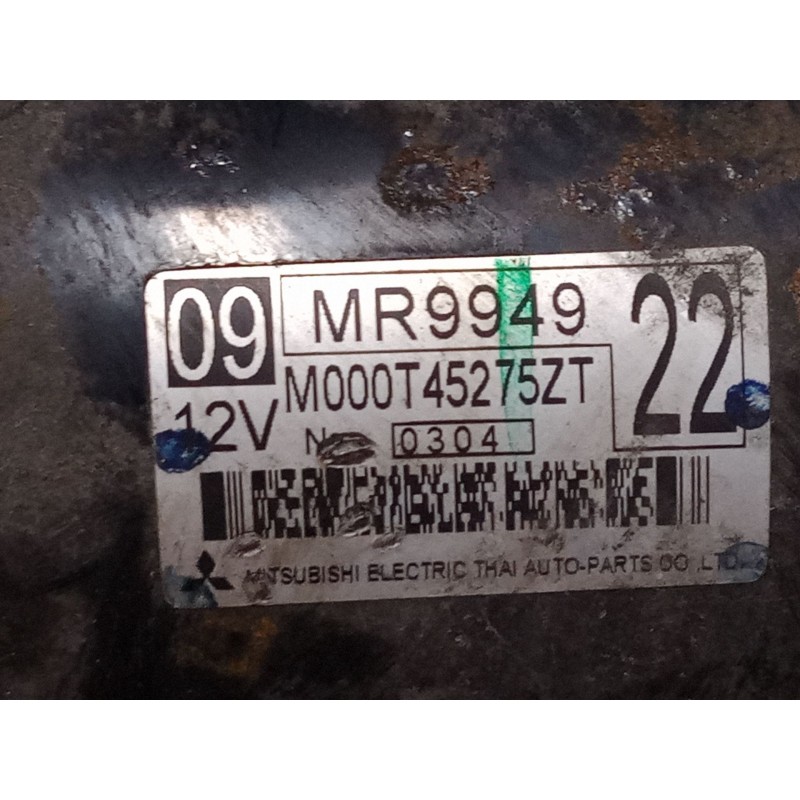 09 MR9949 22
M000T45275ZT
12V N 0304
MITSUBISHI ELECTRIC THAI AUTO-PARTS CO.,LTD.